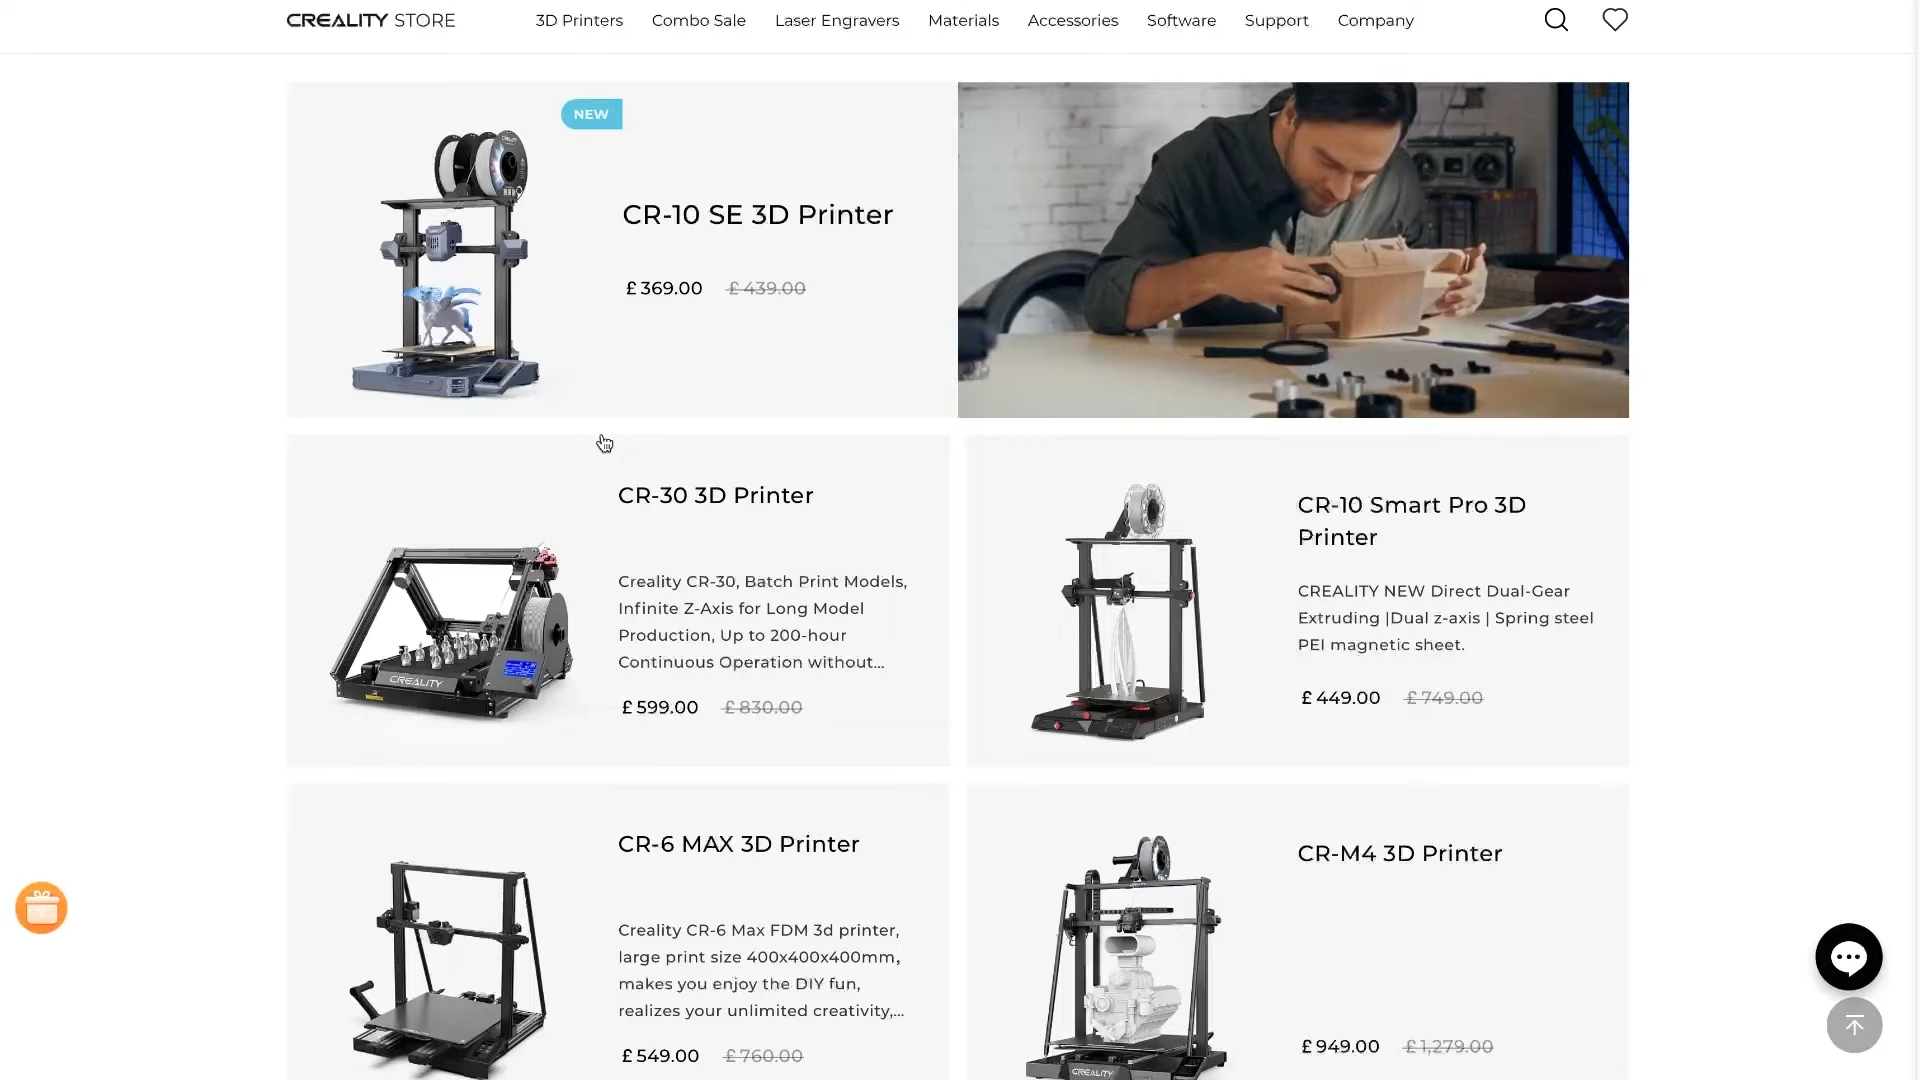 CREALITY STORE
3D Printers
Combo Sale
Laser Engravers
Materials
Accessories
Software
Support
Company
NEW
CR-10 SE 3D Printer
£369.00 £439.00
CR-30 3D Printer
Creality CR-30, Batch Print Models,
Infinite Z-Axis for Long Model
Production, Up to 200-hour
Continuous Operation without...
£599.00 £830.00
CREALITY
CR-10 Smart Pro 3D
Printer
CREALITY NEW Direct Dual-Gear
Extruding |Dual z-axis | Spring steel
PEI magnetic sheet.
£449.00 £749.00
CR-6 MAX 3D Printer
Creality CR-6 Max FDM 3d printer,
large print size 400x400x400mm,
makes you enjoy the DIY fun,
realizes your unlimited creativity,...
£549.00 £760.00
CR-M4 3D Printer
£949.00 £1,279.00
CREALITY